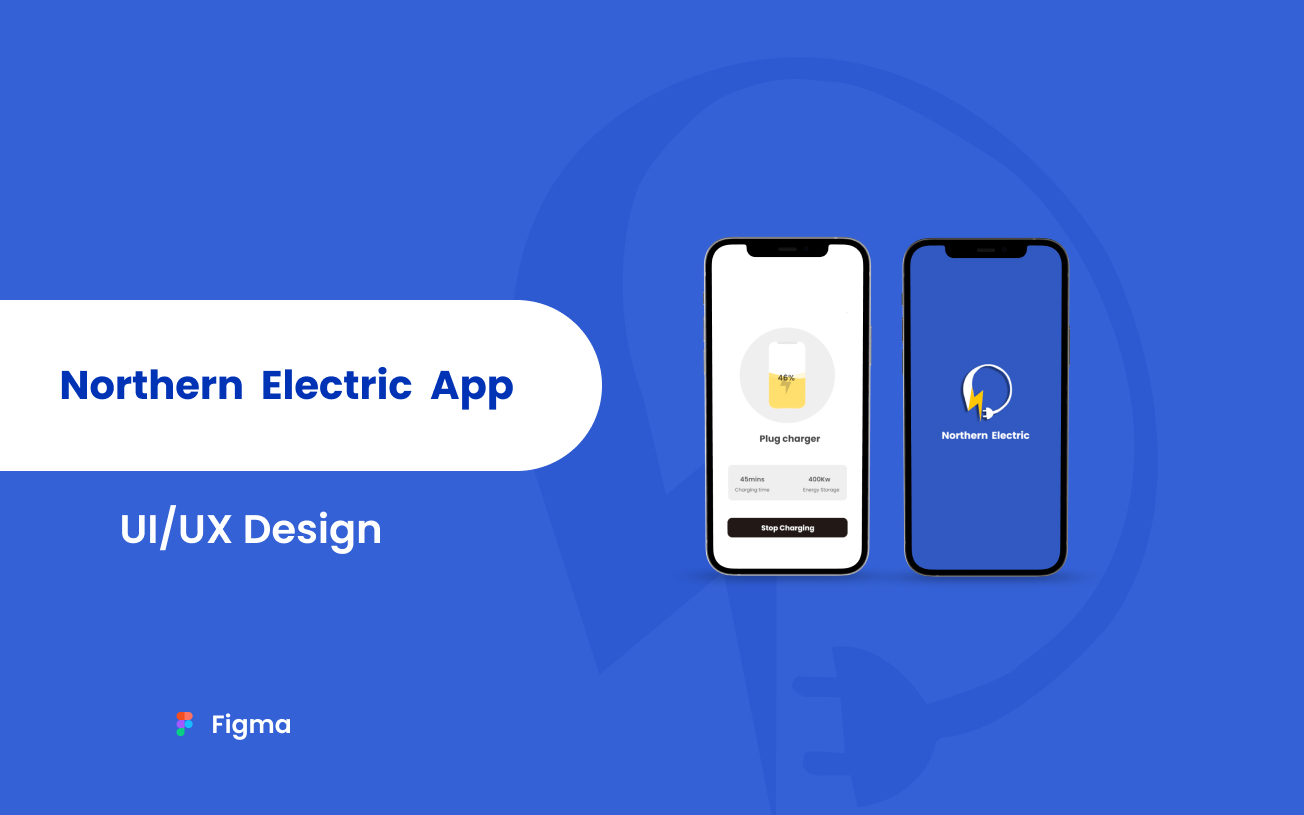 Northern Electric App
UI/UX Design
Figma
46%
Plug charger
45mins
Charging time
400Kw
Energy Storage
Stop Charging
Northern Electric